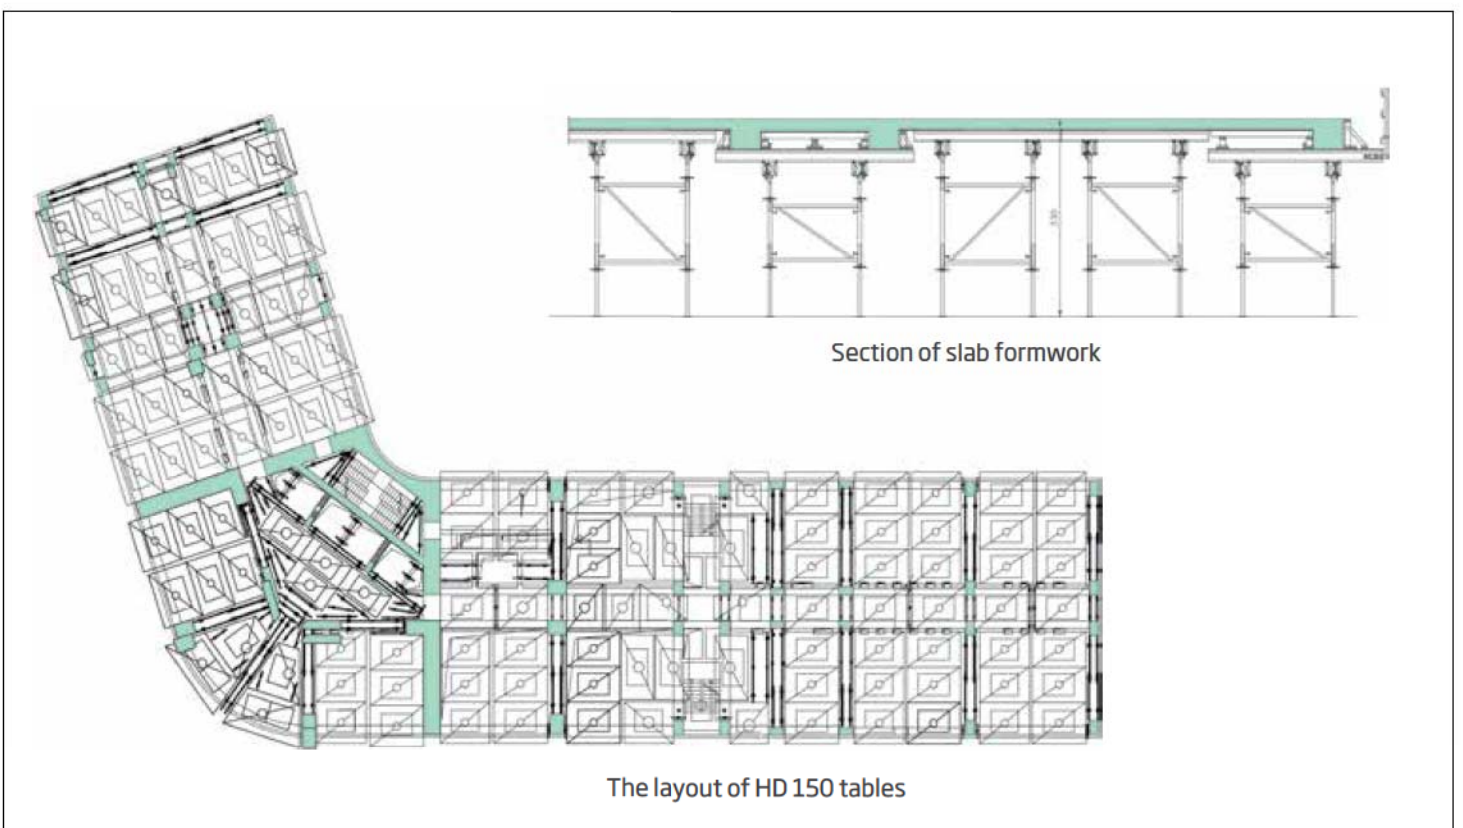 Section of slab formwork
The layout of HD 150 tables